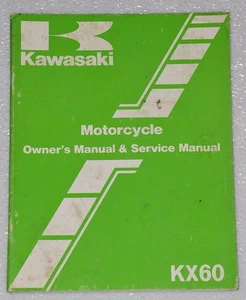 Kawasaki
Motorcycle
Owner's Manual & Service Manual
KX60